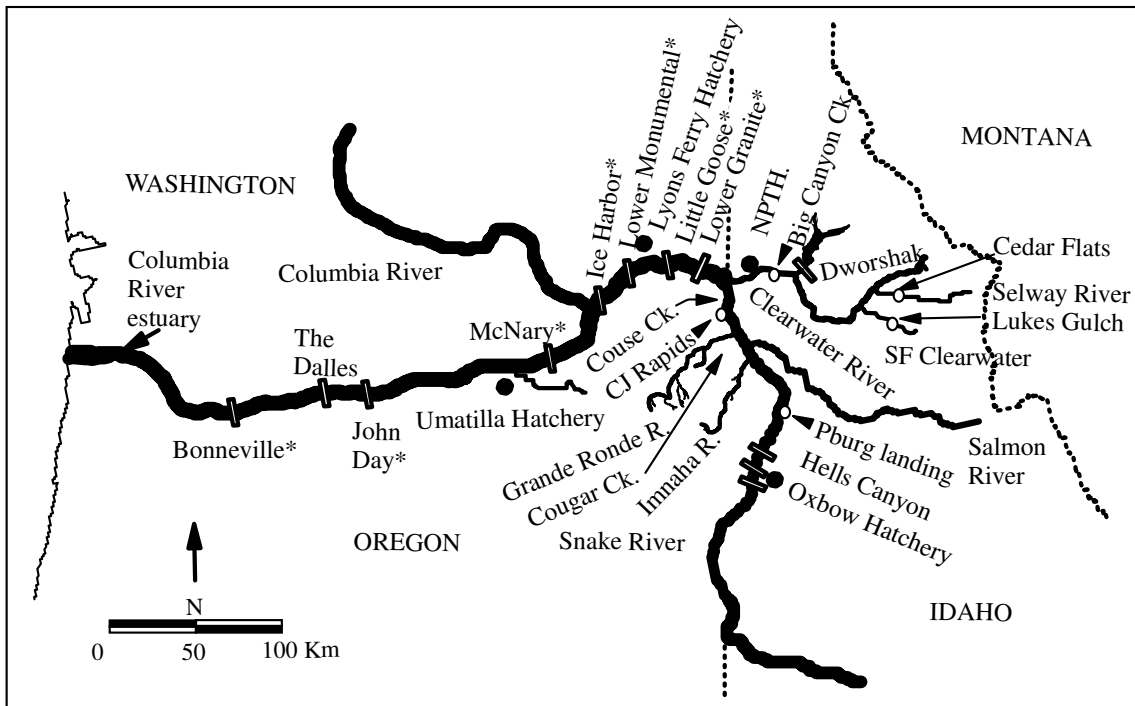 WASHINGTON
MONTANA
Ice Harbor*
Lower Monumental*
Lyons Ferry Hatchery
Little Goose*
Lower Granite*
NPTH.
Big Canyon Ck.
Dworshak
Cedar Flats
Selway River
Lukes Gulch
SF Clearwater
Columbia
River
estuary
Columbia River
The
Dalles
McNary*
Couse Ck.
CJ Rapids
Clearwater River
Umatilla Hatchery
Bonneville*
John
Day*
Grande Ronde R.
Cougar Ck.
Imnaha R.
Pburg landing
Salmon
River
Hells Canyon
Oxbow Hatchery
Snake River
OREGON
IDAHO
N
0 50 100 Km